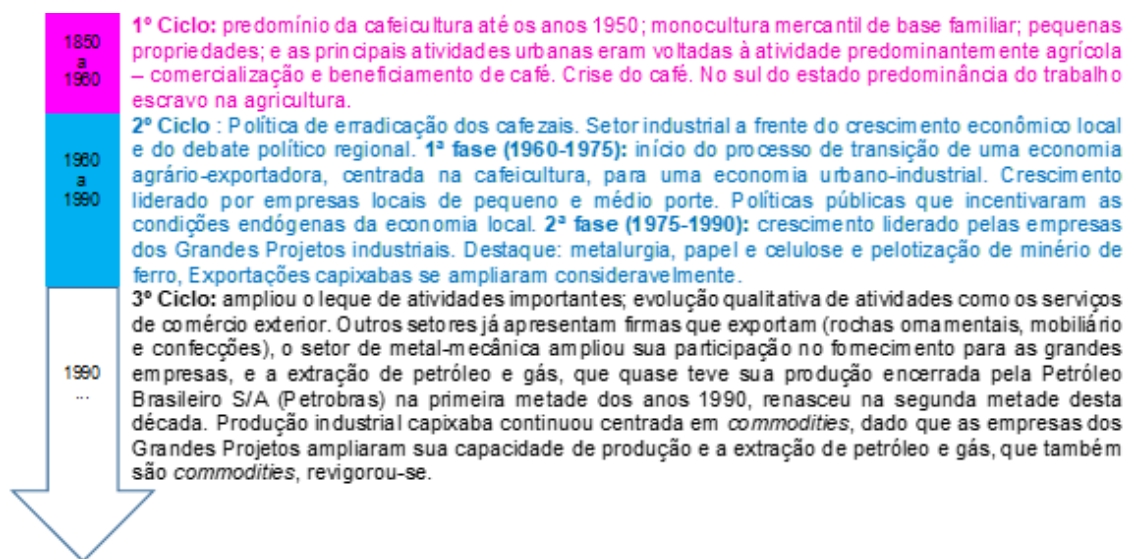 1850
a
1960
1º Ciclo: predomínio da cafeicultura até os anos 1950; monocultura mercantil de base familiar; pequenas
propriedades; e as principais atividades urbanas eram voltadas à atividade predominantemente agrícola
– comercialização e beneficiamento de café. Crise do café. No sul do estado predominância do trabalho
escravo na agricultura.
1960
a
1990
2º Ciclo : Política de erradicação dos cafezais. Setor industrial a frente do crescimento econômico local
e do debate político regional. 1ª fase (1960-1975): início do processo de transição de uma economia
agrário-exportadora, centrada na cafeicultura, para uma economia urbano-industrial. Crescimento
liderado por empresas locais de pequeno e médio porte. Políticas públicas que incentivaram as
condições endógenas da economia local. 2ª fase (1975-1990): crescimento liderado pelas empresas
dos Grandes Projetos industriais. Destaque: metalurgia, papel e celulose e pelotização de minério de
ferro, Exportações capixabas se ampliaram consideravelmente.
1990
...
3º Ciclo: ampliou o leque de atividades importantes; evolução qualitativa de atividades como os serviços
de comércio exterior. Outros setores já apresentam firmas que exportam (rochas ornamentais, mobiliário
e confecções), o setor de metal-mecânica ampliou sua participação no fornecimento para as grandes
empresas, e a extração de petróleo e gás, que quase teve sua produção encerrada pela Petróleo
Brasileiro S/A (Petrobras) na primeira metade dos anos 1990, renasceu na segunda metade desta
década. Produção industrial capixaba continuou centrada em commodities, dado que as empresas dos
Grandes Projetos ampliaram sua capacidade de produção e a extração de petróleo e gás, que também
são commodities, revigorou-se.